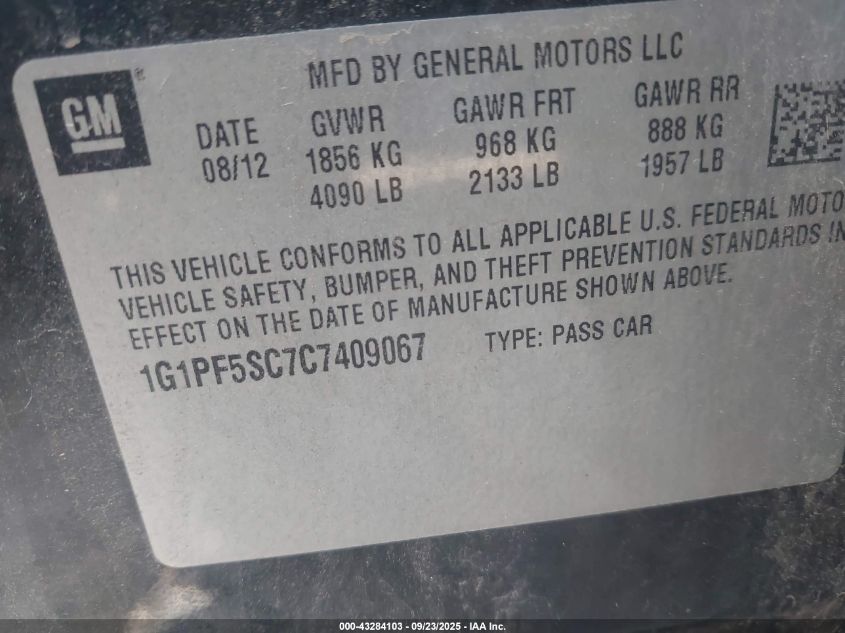 MFD BY GENERAL MOTORS LLC
GM
®
DATE GVWR GAWR FRT GAWR RR
08/12 1856 KG 968 KG 888 KG
4090 LB 2133 LB 1957 LB
THIS VEHICLE CONFORMS TO ALL APPLICABLE U.S. FEDERAL MOTO
VEHICLE SAFETY, BUMPER, AND THEFT PREVENTION STANDARDS IN
EFFECT ON THE DATE OF MANUFACTURE SHOWN ABOVE.
1G1PF5SC7C7409067 TYPE: PASS CAR
000-43284103 - 09/23/2025 - IAA Inc.